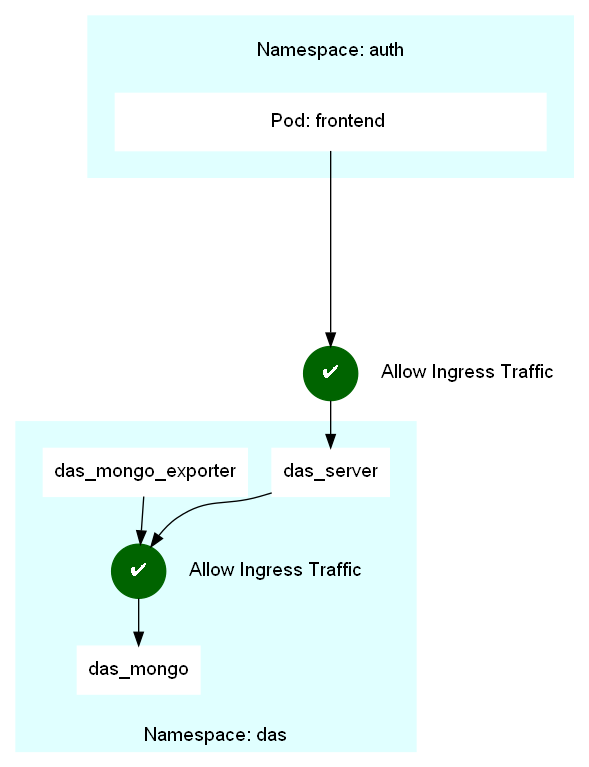 Namespace: auth
Pod: frontend
✔
Allow Ingress Traffic
das_mongo_exporter
das_server
✔
Allow Ingress Traffic
das_mongo
Namespace: das